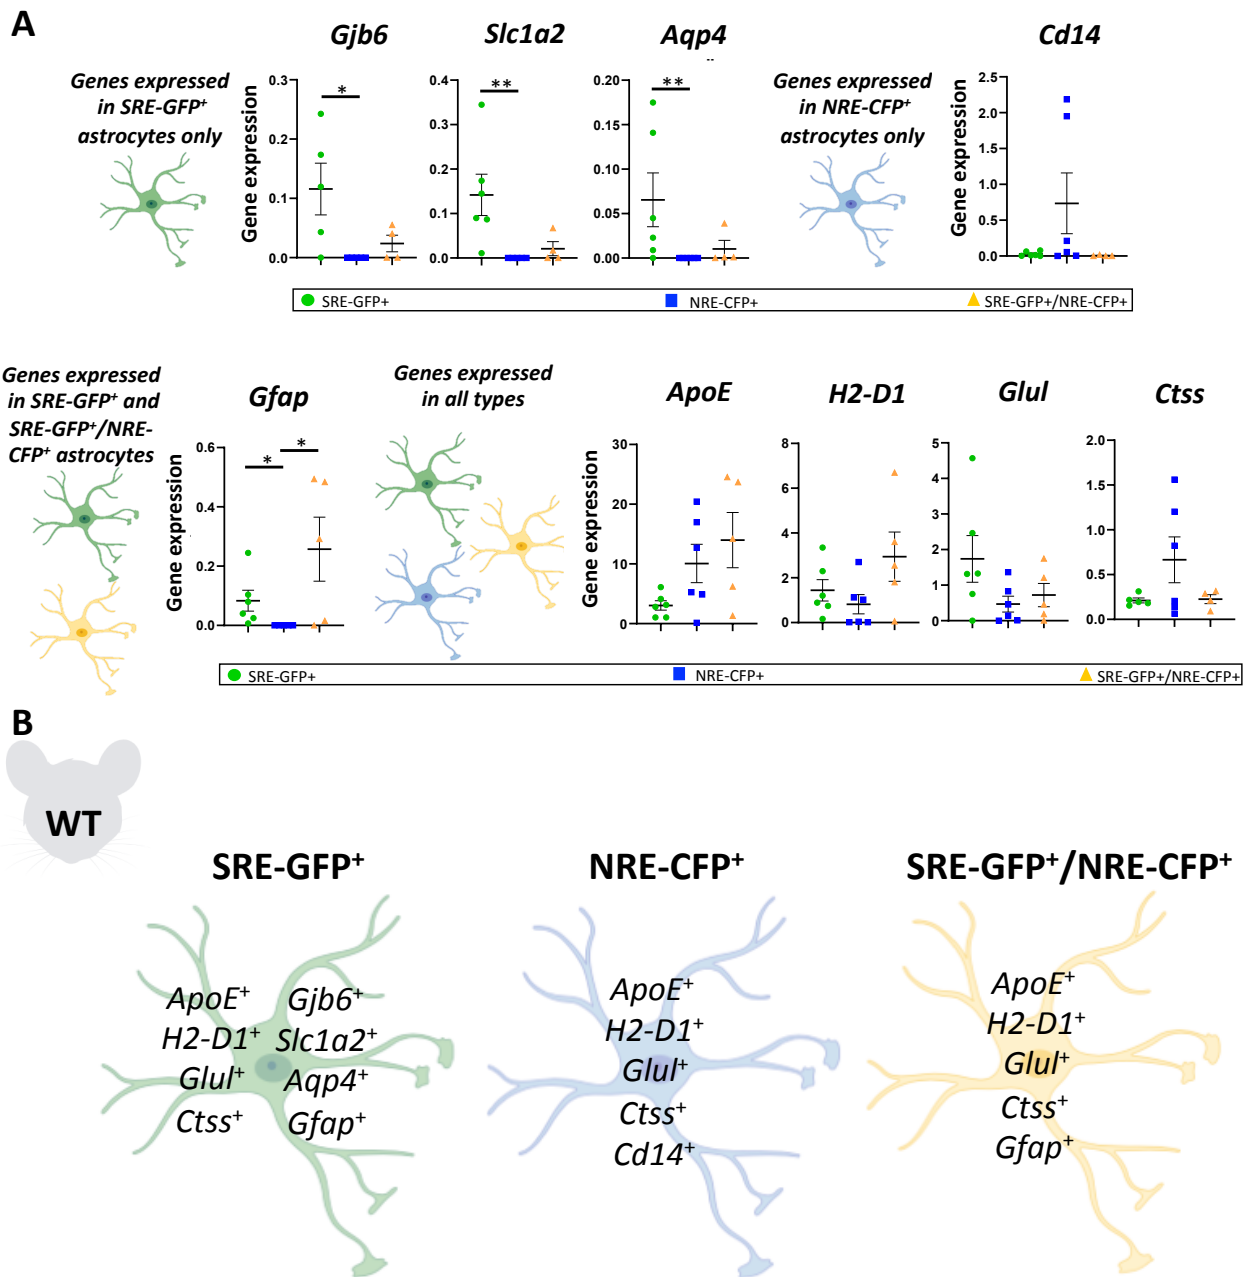 A
Gjb6
Slc1a2
Aqp4
Cd14
Genes expressed
in SRE-GFP⁺
astrocytes only
Gene expression
0.3
0.2
0.1
0.0
*
0.4
0.3
0.2
0.1
0.0
**
0.20
0.15
0.10
0.05
0.00
**
Genes expressed
in NRE-CFP⁺
astrocytes only
Gene expression
2.5
2.0
1.5
1.0
0.5
0.0
SRE-GFP+
NRE-CFP+
SRE-GFP+/NRE-CFP+
Genes expressed
in SRE-GFP⁺ and
SRE-GFP⁺/NRE-
CFP⁺ astrocytes
Gfap
Gene expression
0.6
0.4
0.2
0.0
*
*
Genes expressed
in all types
ApoE
H2-D1
Glul
Ctss
Gene expression
30
20
10
0
8
6
4
2
0
5
4
3
2
1
0
2.0
1.5
1.0
0.5
0.0
SRE-GFP+
NRE-CFP+
SRE-GFP+/NRE-CFP+
B
WT
SRE-GFP⁺
NRE-CFP⁺
SRE-GFP⁺/NRE-CFP⁺
ApoE⁺ Gjb6⁺
H2-D1⁺ Slc1a2⁺
Glul⁺ Aqp4⁺
Ctss⁺ Gfap⁺
ApoE⁺
H2-D1⁺
Glul⁺
Ctss⁺
Cd14⁺
ApoE⁺
H2-D1⁺
Glul⁺
Ctss⁺
Gfap⁺